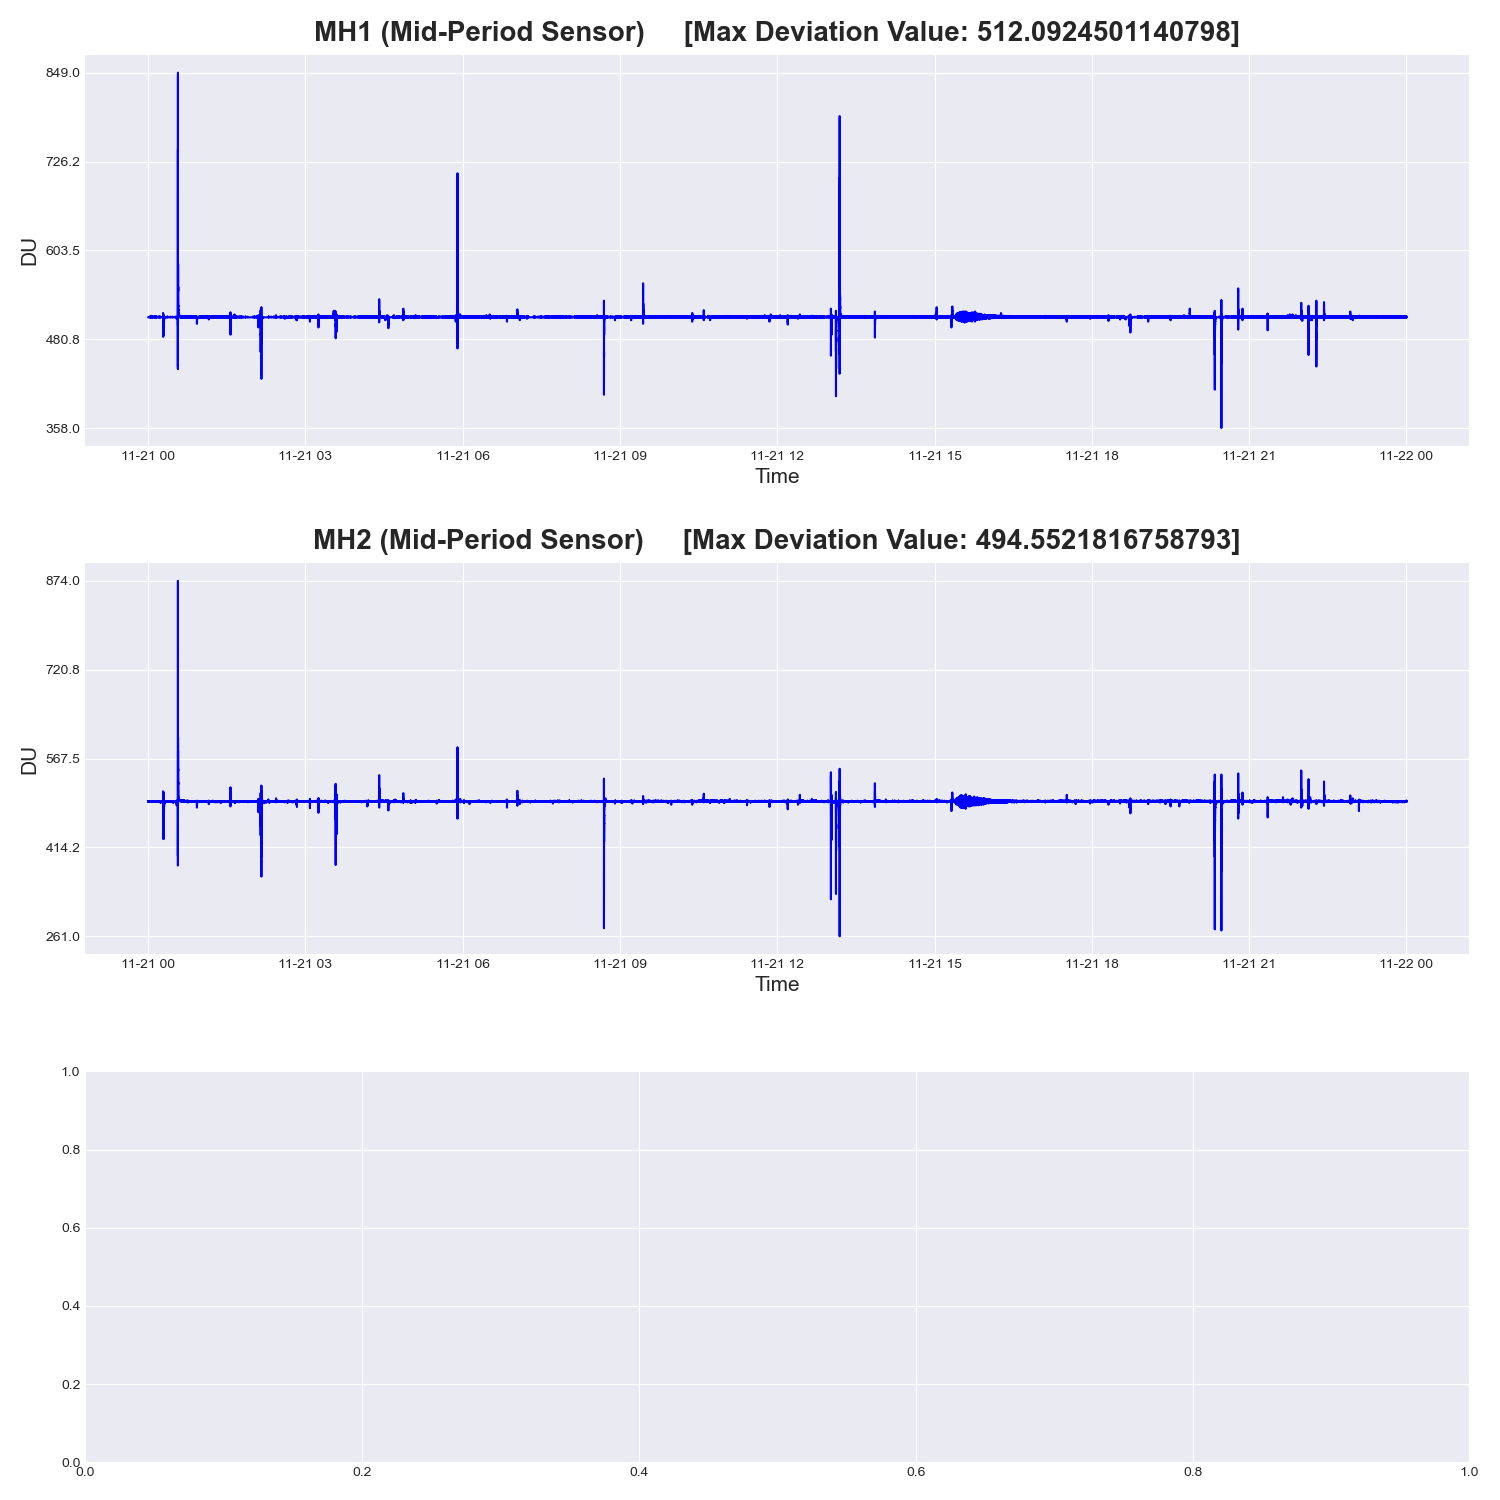 MH1 (Mid-Period Sensor)     [Max Deviation Value: 512.0924501140798]
849.0
726.2
603.5
480.8
358.0
DU
11-21 00 11-21 03 11-21 06 11-21 09 11-21 12 11-21 15 11-21 18 11-21 21 11-22 00
Time
MH2 (Mid-Period Sensor)     [Max Deviation Value: 494.5521816758793]
874.0
720.8
567.5
414.2
261.0
DU
11-21 00 11-21 03 11-21 06 11-21 09 11-21 12 11-21 15 11-21 18 11-21 21 11-22 00
Time
1.0
0.8
0.6
0.4
0.2
0.0
0.0 0.2 0.4 0.6 0.8 1.0